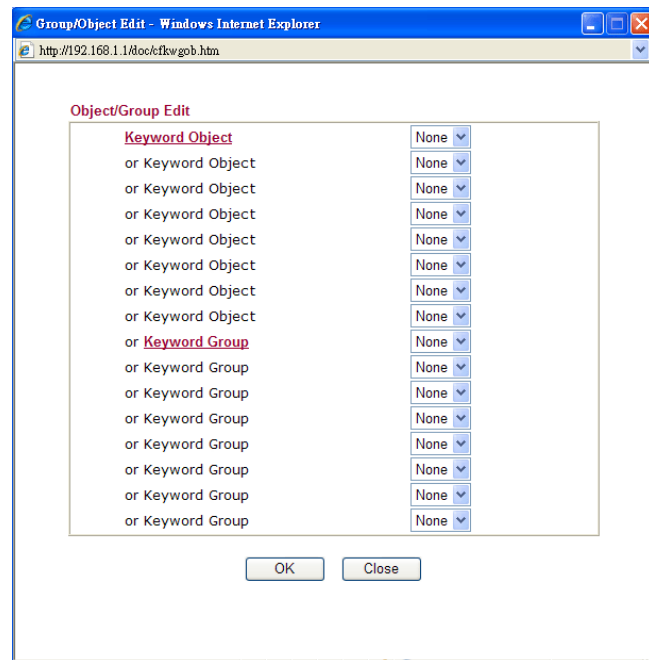 Group/Object Edit - Windows Internet Explorer
http://192.168.1.1/doc/cfkwgob.htm
Object/Group Edit
Keyword Object None
or Keyword Object None
or Keyword Object None
or Keyword Object None
or Keyword Object None
or Keyword Object None
or Keyword Object None
or Keyword Object None
or Keyword Group None
or Keyword Group None
or Keyword Group None
or Keyword Group None
or Keyword Group None
or Keyword Group None
or Keyword Group None
or Keyword Group None
OK Close